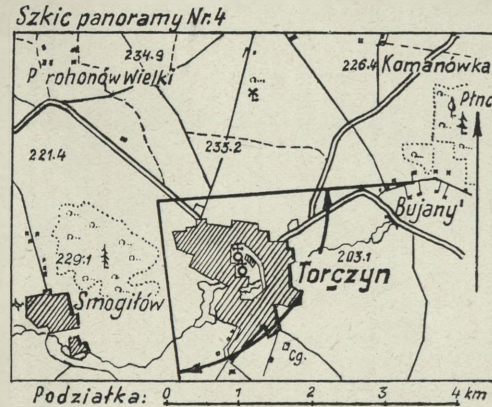 Szkic panoramy Nr. 4
234.9
Prohonów Wielki
226.4 Komanówka
Płnc
221.4
233.2
Bujany
229.1
203.1
Torczyn
Smogiłów
Cg.
Podziałka: 0 1 2 3 4 km